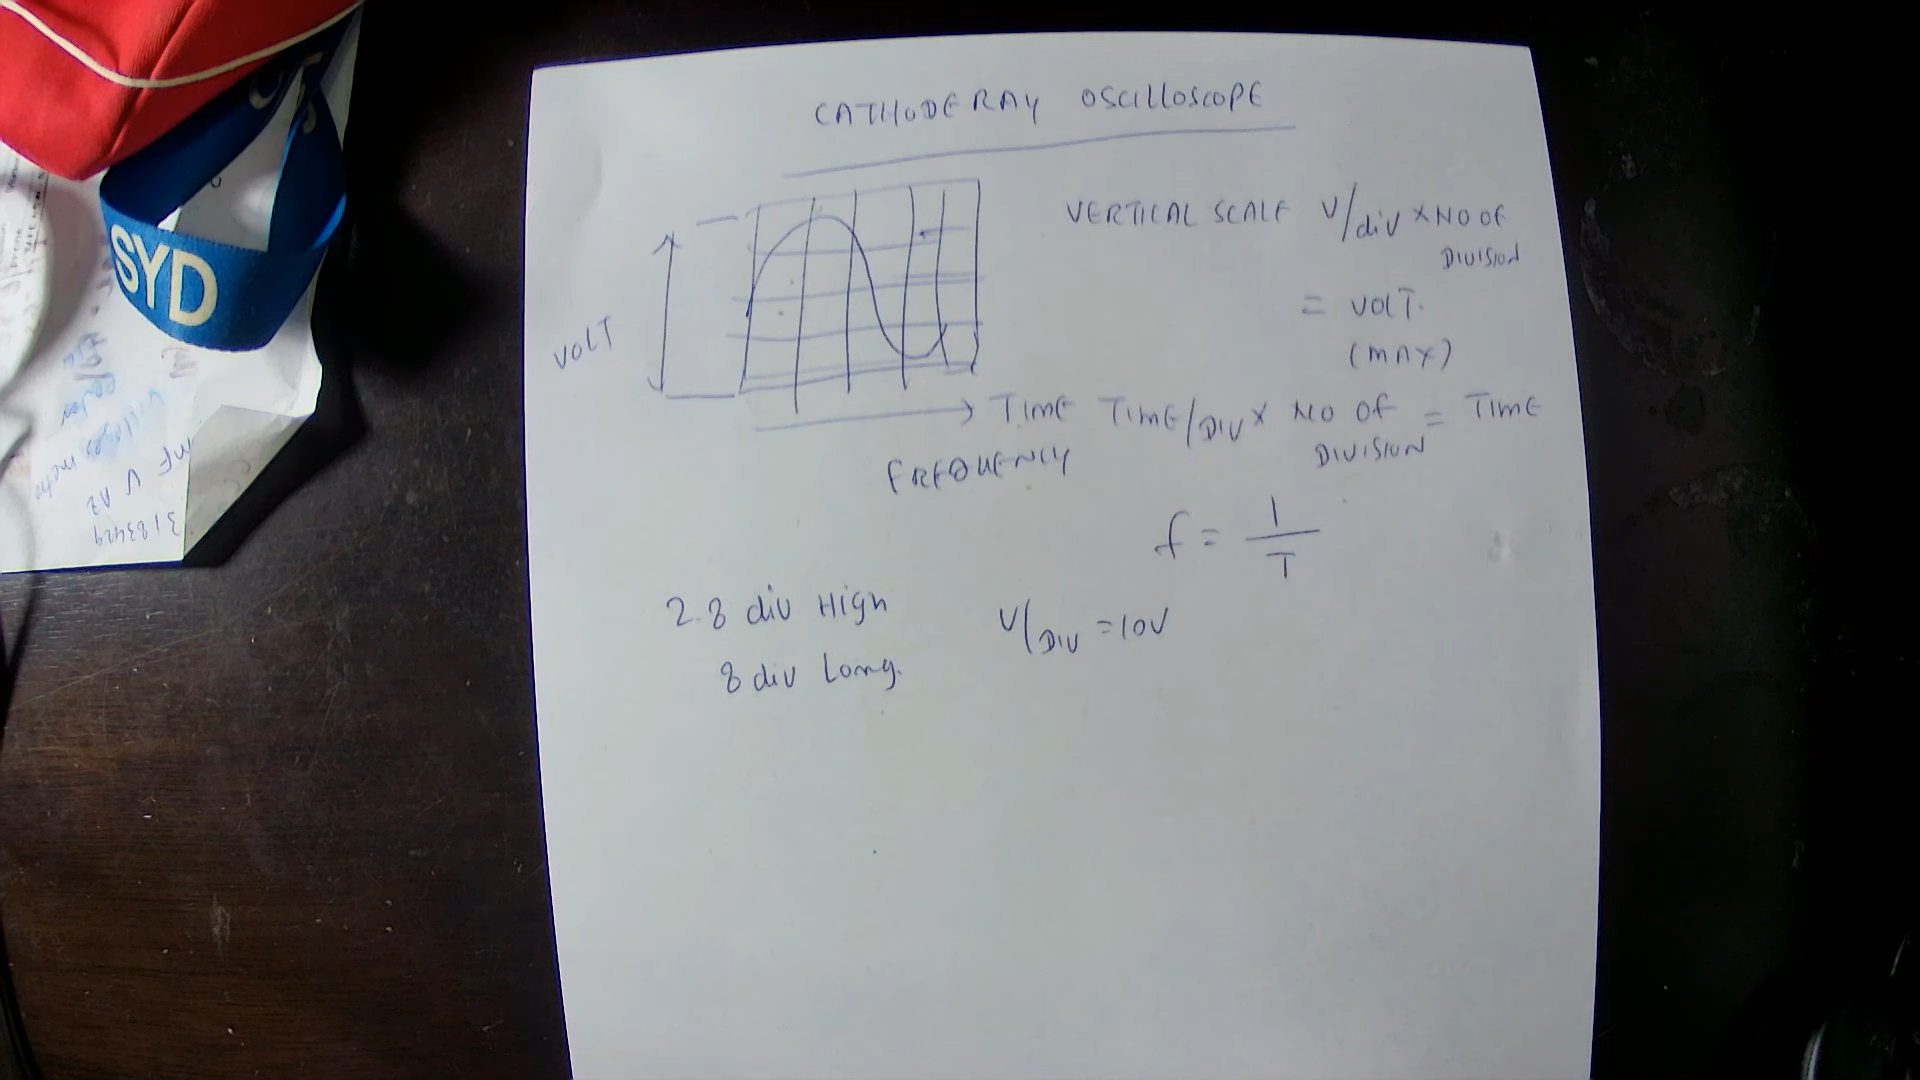 CATHODE RAY OSCILLOSCOPE
VERTICAL SCALE V/div × NO OF
DIVISION
= VOLT.
(MAX)
VOLT
TIME TIME/DIV × NO OF = TIME
DIVISION
FREQUENCY
f = 1
T
2.8 div High V/DIV = 10V
8 div Long.
SYD
3183429